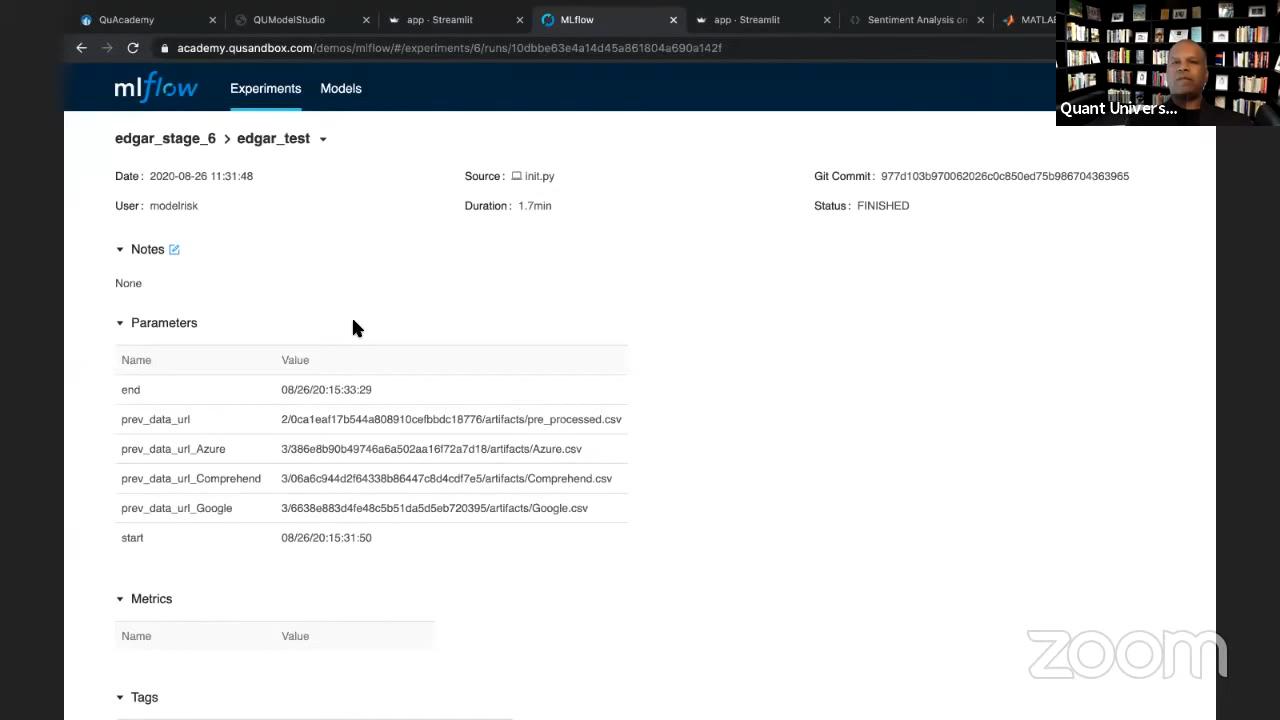 QuAcademy
QUModelStudio
app · Streamlit
MLflow
app · Streamlit
Sentiment Analysis on
MATLAB
academy.qusandbox.com/demos/mlflow/#/experiments/6/runs/10dbbe63e4a14d45a861804a690a142f
Quant Univers...
mlflow
Experiments
Models
edgar_stage_6 > edgar_test
Date : 2020-08-26 11:31:48
Source : init.py
Git Commit : 977d103b970062026c0c850ed75b986704363965
User : modelrisk
Duration : 1.7min
Status : FINISHED
Notes
None
Parameters
Name Value
end 08/26/20:15:33:29
prev_data_url 2/0ca1eaf17b544a808910cefbbdc18776/artifacts/pre_processed.csv
prev_data_url_Azure 3/386e8b90b49746a6a502aa16f72a7d18/artifacts/Azure.csv
prev_data_url_Comprehend 3/06a6c944d2f64338b86447c8d4cdf7e5/artifacts/Comprehend.csv
prev_data_url_Google 3/6638e883d4fe48c5b51da5d5eb720395/artifacts/Google.csv
start 08/26/20:15:31:50
Metrics
Name Value
zoom
Tags